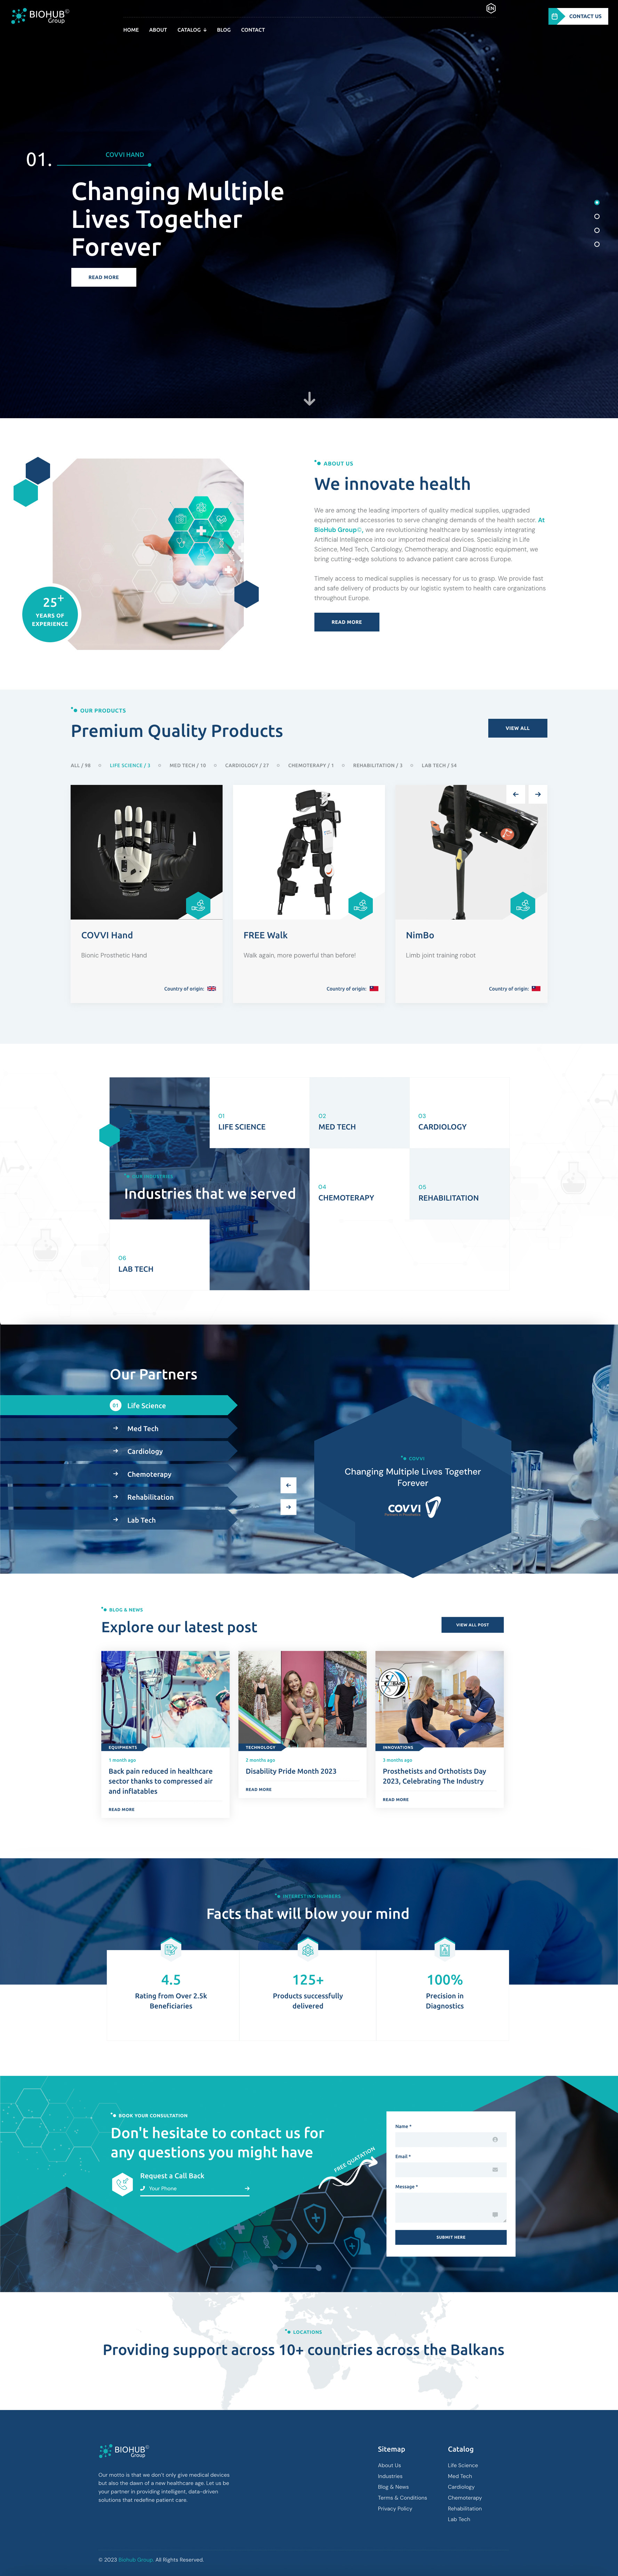 BIOHUB©
Group
EN
CONTACT US
HOME
ABOUT
CATALOG
BLOG
CONTACT
01.
COVVI HAND
Changing Multiple
Lives Together
Forever
READ MORE
ABOUT US
We innovate health
We are among the leading importers of quality medical supplies, upgraded
equipment and accessories to serve changing demands of the health sector. At
BioHub Group©, we are revolutionizing healthcare by seamlessly integrating
Artificial Intelligence into our imported medical devices. Specializing in Life
Science, Med Tech, Cardiology, Chemotherapy, and Diagnostic equipment, we
bring cutting-edge solutions to advance patient care across Europe.
Timely access to medical supplies is necessary for us to grasp. We provide fast
and safe delivery of products by our logistic system to health care organizations
throughout Europe.
READ MORE
25+
YEARS OF
EXPERIENCE
OUR PRODUCTS
Premium Quality Products
VIEW ALL
ALL / 98
LIFE SCIENCE / 3
MED TECH / 10
CARDIOLOGY / 27
CHEMOTERAPY / 1
REHABILITATION / 3
LAB TECH / 54
COVVI Hand
Bionic Prosthetic Hand
Country of origin:
FREE Walk
Walk again, more powerful than before!
Country of origin:
NimBo
Limb joint training robot
Country of origin:
OUR INDUSTRIES
Industries that we served
01
LIFE SCIENCE
02
MED TECH
03
CARDIOLOGY
04
CHEMOTERAPY
05
REHABILITATION
06
LAB TECH
Our Partners
01
Life Science
Med Tech
Cardiology
Chemoterapy
Rehabilitation
Lab Tech
COVVI
Changing Multiple Lives Together
Forever
COVVI
BLOG & NEWS
Explore our latest post
VIEW ALL POST
EQUIPMENTS
1 month ago
Back pain reduced in healthcare
sector thanks to compressed air
and inflatables
READ MORE
TECHNOLOGY
2 months ago
Disability Pride Month 2023
READ MORE
INNOVATIONS
3 months ago
Prosthetists and Orthotists Day
2023, Celebrating The Industry
READ MORE
INTERESTING NUMBERS
Facts that will blow your mind
4.5
Rating from Over 2.5k
Beneficiaries
125+
Products successfully
delivered
100%
Precision in
Diagnostics
BOOK YOUR CONSULTATION
Don't hesitate to contact us for
any questions you might have
Request a Call Back
Your Phone
FREE QUATATION
Name *
Email *
Message *
SUBMIT HERE
LOCATIONS
Providing support across 10+ countries across the Balkans
BIOHUB©
Group
Our motto is that we don't only give medical devices
but also the dawn of a new healthcare age. Let us be
your partner in providing intelligent, data-driven
solutions that redefine patient care.
Sitemap
About Us
Industries
Blog & News
Terms & Conditions
Privacy Policy
Catalog
Life Science
Med Tech
Cardiology
Chemoterapy
Rehabilitation
Lab Tech
© 2023 Biohub Group. All Rights Reserved.